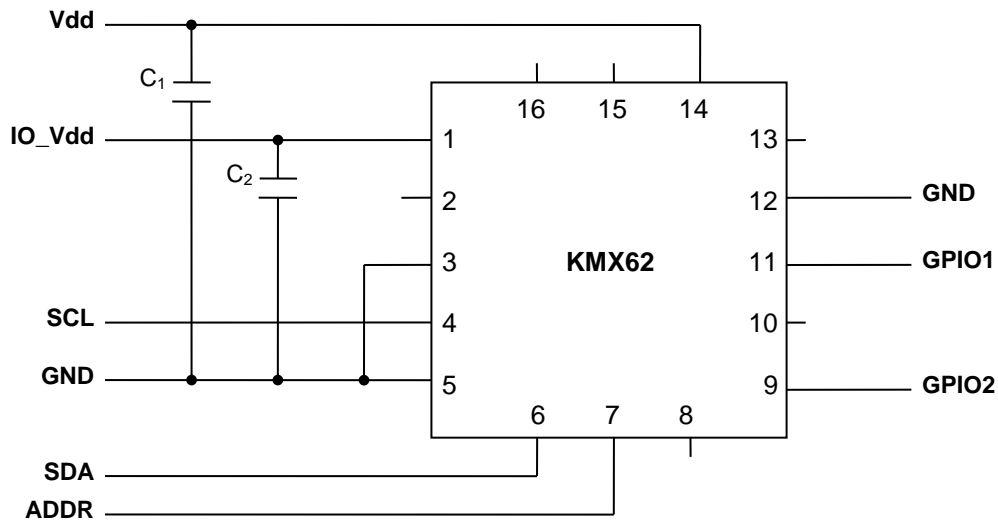 Vdd
C₁
16 15 14
IO_Vdd
1
13
C₂
2
12
GND
3
KMX62
11
GPIO1
SCL
4
10
GND
5
9
GPIO2
6 7 8
SDA
ADDR